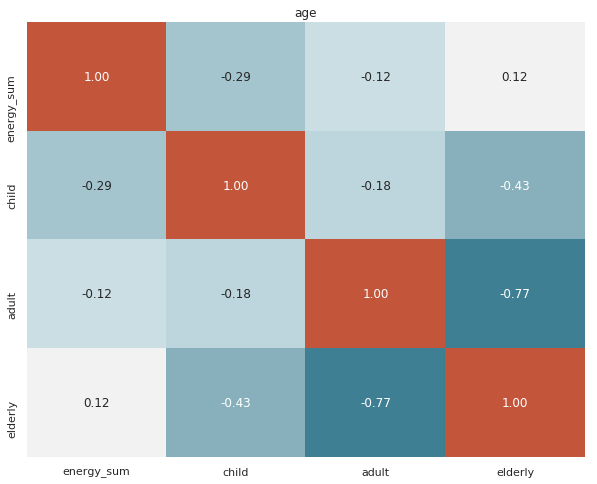 age
energy_sum 1.00 -0.29 -0.12 0.12
child -0.29 1.00 -0.18 -0.43
adult -0.12 -0.18 1.00 -0.77
elderly 0.12 -0.43 -0.77 1.00
energy_sum child adult elderly